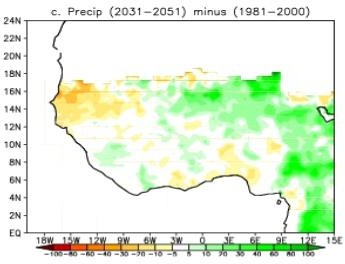 c. Precip (2031−2051) minus (1981−2000)
24N
22N
20N
18N
16N
14N
12N
10N
8N
6N
4N
2N
EQ
18W 15W 12W 9W 6W 3W 0 3E 6E 9E 12E 15E
−100 −80 −60 −40 −30 −20 −10 −5 5 10 20 30 40 60 80 100